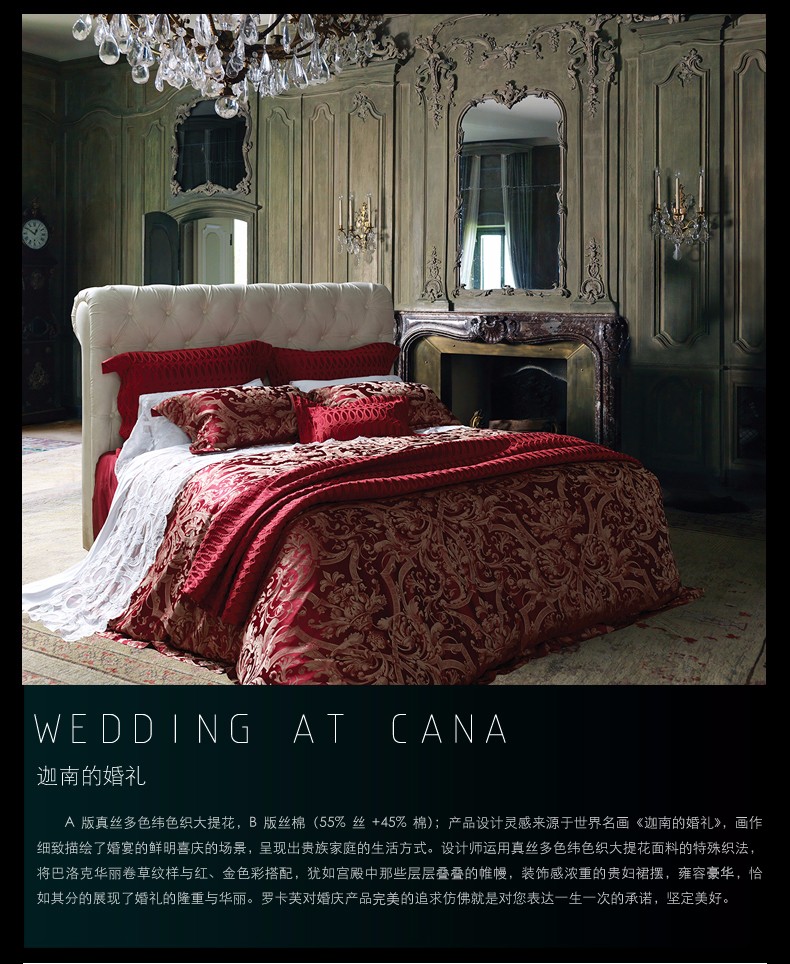 WEDDING AT CANA
迦南的婚礼
A 版真丝多色纬色织大提花，B 版丝棉（55% 丝 +45% 棉）；产品设计灵感来源于世界名画《迦南的婚礼》，画作
细致描绘了婚宴的鲜明喜庆的场景，呈现出贵族家庭的生活方式。设计师运用真丝多色纬色织大提花面料的特殊织法，
将巴洛克华丽卷草纹样与红、金色彩搭配，犹如宫殿中那些层层叠叠的帷幔，装饰感浓重的贵妇裙摆，雍容豪华，恰
如其分的展现了婚礼的隆重与华丽。罗卡芙对婚庆产品完美的追求仿佛就是对您表达一生一次的承诺，坚定美好。